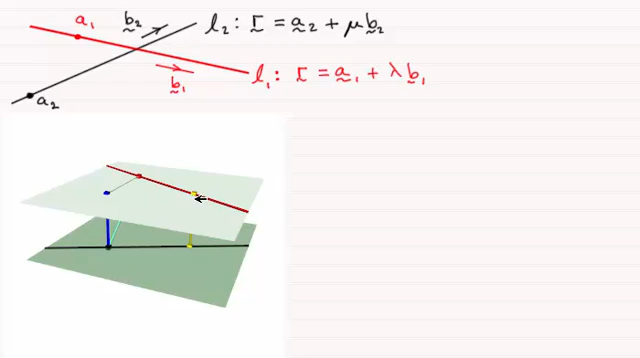 a₁ b₂ l₂: r = a₂ + μb₂
b₁ l₁: r = a₁ + λb₁
a₂